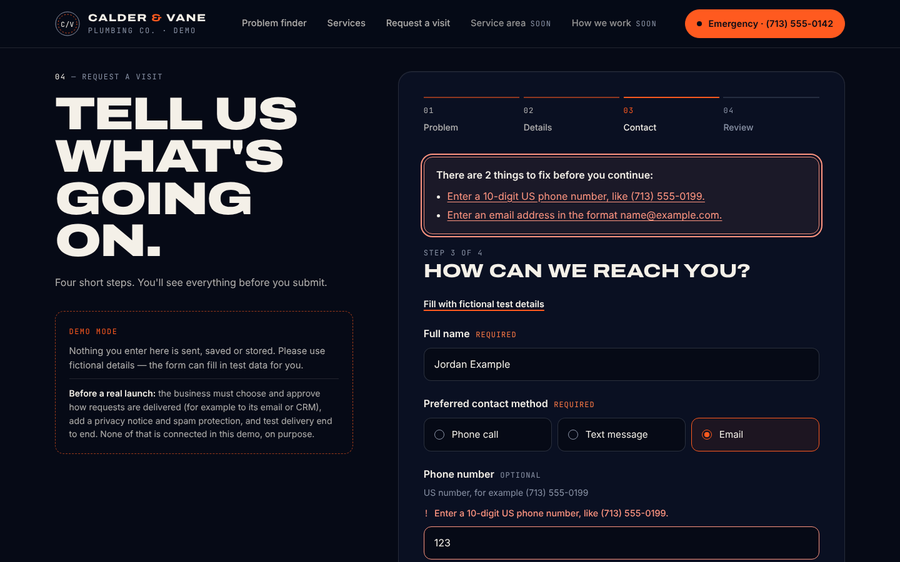 C/V
CALDER & VANE
PLUMBING CO. · DEMO
Problem finder
Services
Request a visit
Service area SOON
How we work SOON
Emergency · (713) 555-0142
04 — REQUEST A VISIT
TELL US
WHAT'S
GOING
ON.
Four short steps. You'll see everything before you submit.
DEMO MODE
Nothing you enter here is sent, saved or stored. Please use
fictional details — the form can fill in test data for you.
Before a real launch: the business must choose and approve
how requests are delivered (for example to its email or CRM),
add a privacy notice and spam protection, and test delivery end
to end. None of that is connected in this demo, on purpose.
01
Problem
02
Details
03
Contact
04
Review
There are 2 things to fix before you continue:
• Enter a 10-digit US phone number, like (713) 555-0199.
• Enter an email address in the format name@example.com.
STEP 3 OF 4
HOW CAN WE REACH YOU?
Fill with fictional test details
Full name REQUIRED
Jordan Example
Preferred contact method REQUIRED
Phone call
Text message
Email
Phone number OPTIONAL
US number, for example (713) 555-0199
! Enter a 10-digit US phone number, like (713) 555-0199.
123